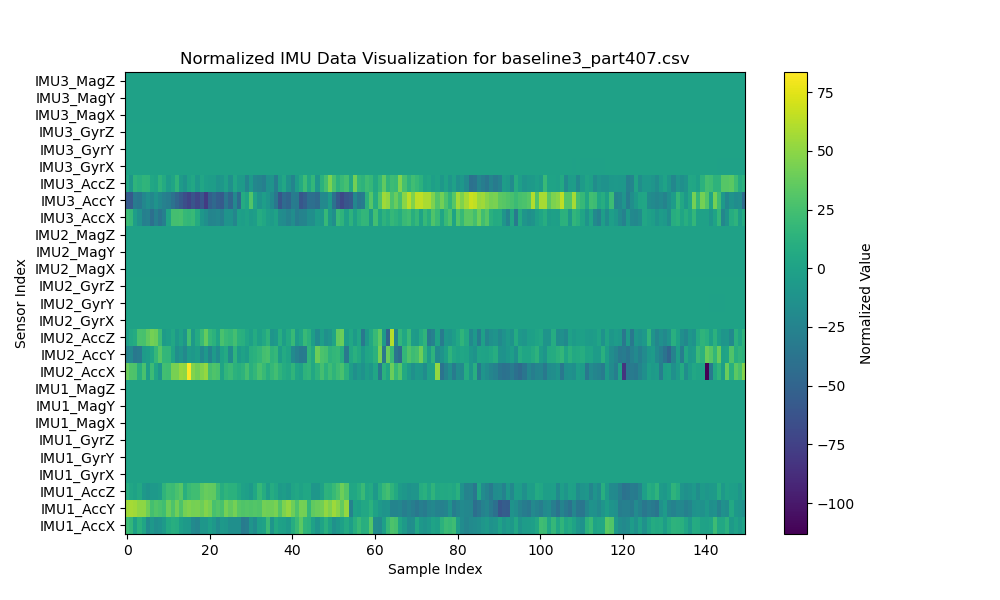 Normalized IMU Data Visualization for baseline3_part407.csv
IMU3_MagZ
IMU3_MagY
IMU3_MagX
IMU3_GyrZ
IMU3_GyrY
IMU3_GyrX
IMU3_AccZ
IMU3_AccY
IMU3_AccX
IMU2_MagZ
IMU2_MagY
IMU2_MagX
IMU2_GyrZ
IMU2_GyrY
IMU2_GyrX
IMU2_AccZ
IMU2_AccY
IMU2_AccX
IMU1_MagZ
IMU1_MagY
IMU1_MagX
IMU1_GyrZ
IMU1_GyrY
IMU1_GyrX
IMU1_AccZ
IMU1_AccY
IMU1_AccX
Sensor Index
0 20 40 60 80 100 120 140
Sample Index
75
50
25
0
−25
−50
−75
−100
Normalized Value